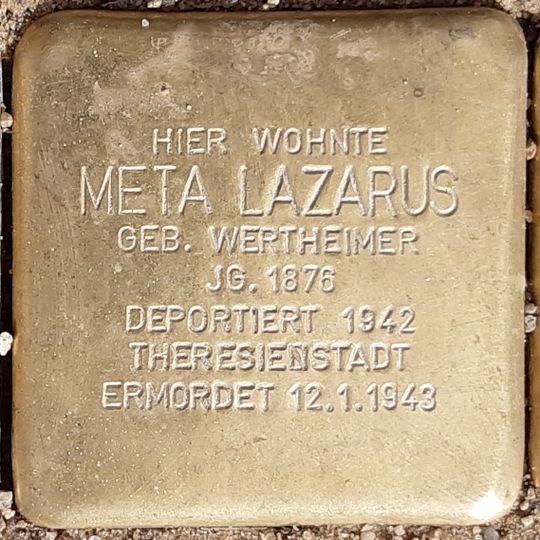 HIER WOHNTE
META LAZARUS
GEB. WERTHEIMER
JG. 1876
DEPORTIERT 1942
THERESIENSTADT
ERMORDET 12.1.1943